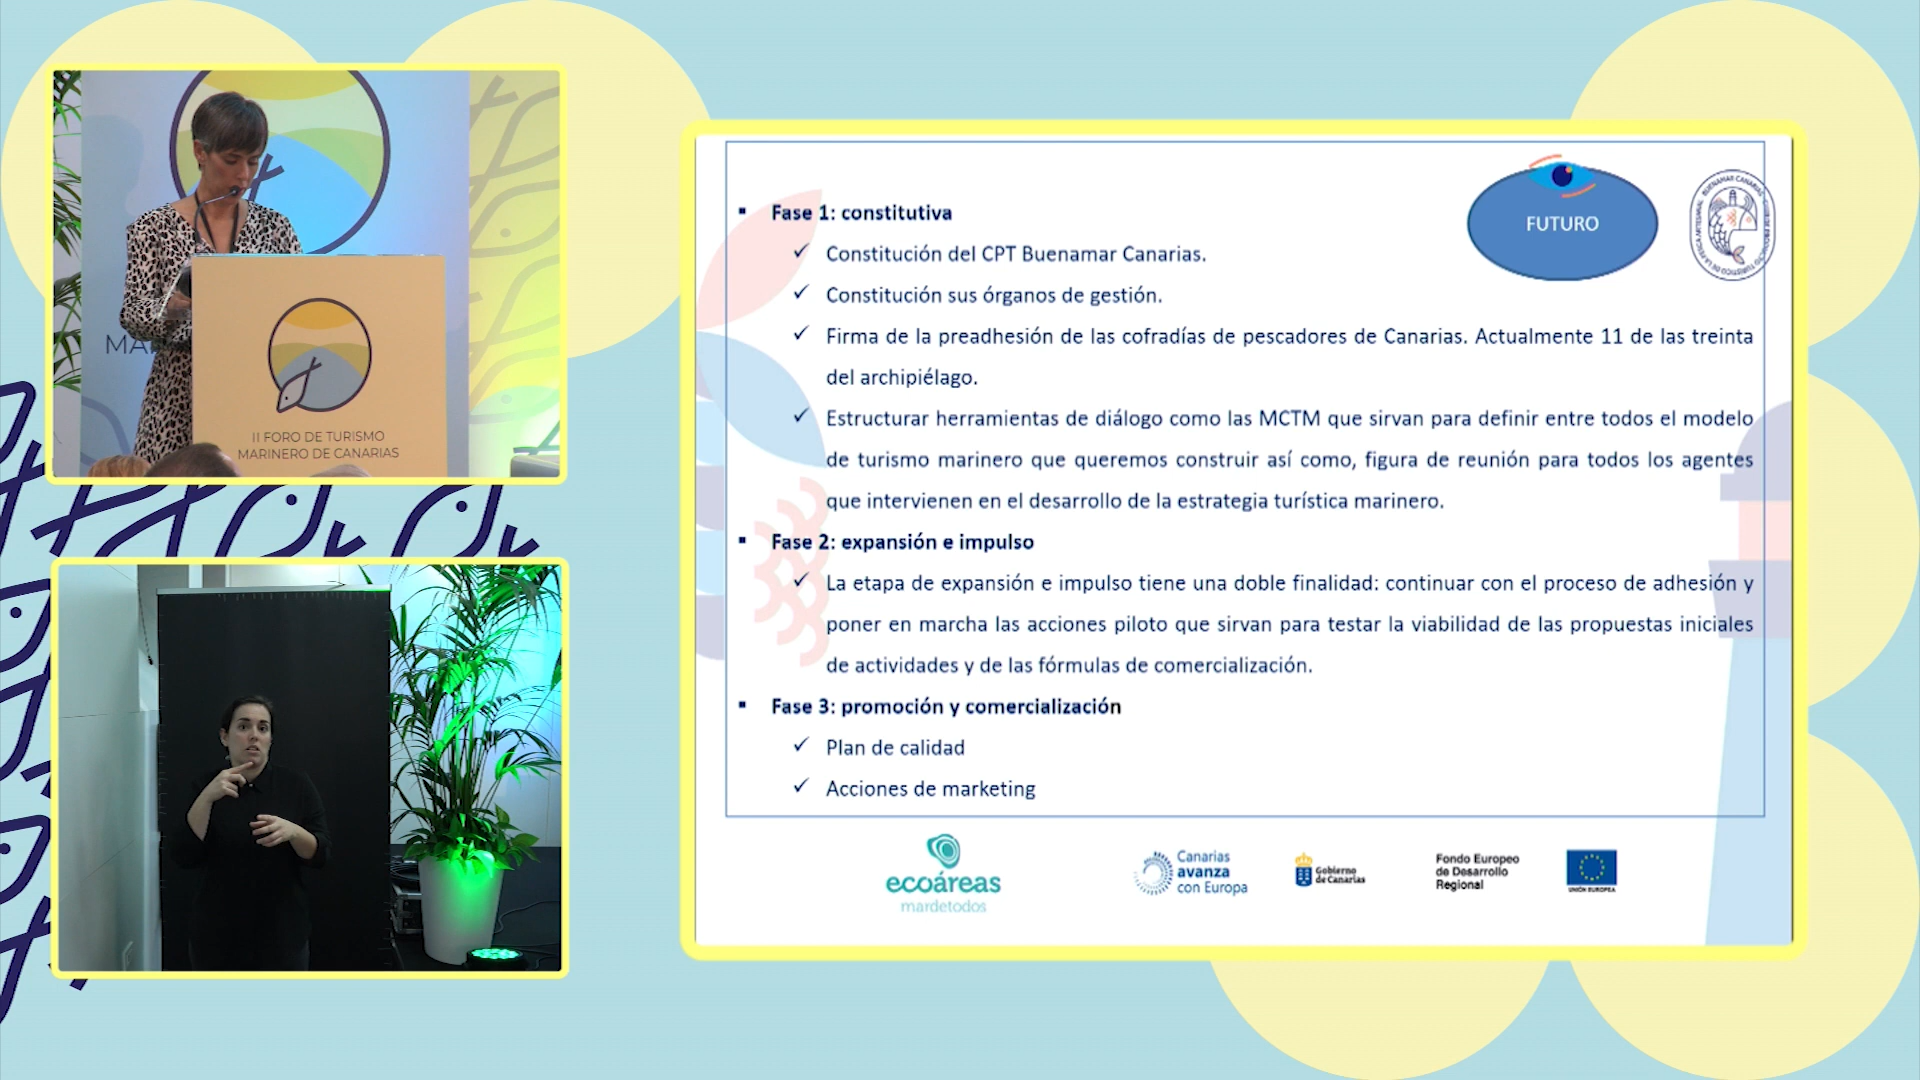 MA
II FORO DE TURISMO
MARINERO DE CANARIAS
FUTURO
BUENAMAR CANARIAS
Fase 1: constitutiva
Constitución del CPT Buenamar Canarias.
Constitución sus órganos de gestión.
Firma de la preadhesión de las cofradías de pescadores de Canarias. Actualmente 11 de las treinta
del archipiélago.
Estructurar herramientas de diálogo como las MCTM que sirvan para definir entre todos el modelo
de turismo marinero que queremos construir así como, figura de reunión para todos los agentes
que intervienen en el desarrollo de la estrategia turística marinero.
Fase 2: expansión e impulso
La etapa de expansión e impulso tiene una doble finalidad: continuar con el proceso de adhesión y
poner en marcha las acciones piloto que sirvan para testar la viabilidad de las propuestas iniciales
de actividades y de las fórmulas de comercialización.
Fase 3: promoción y comercialización
Plan de calidad
Acciones de marketing
ecoáreas
mardetodos
Canarias
avanza
con Europa
Gobierno
de Canarias
Fondo Europeo
de Desarrollo
Regional
UNIÓN EUROPEA